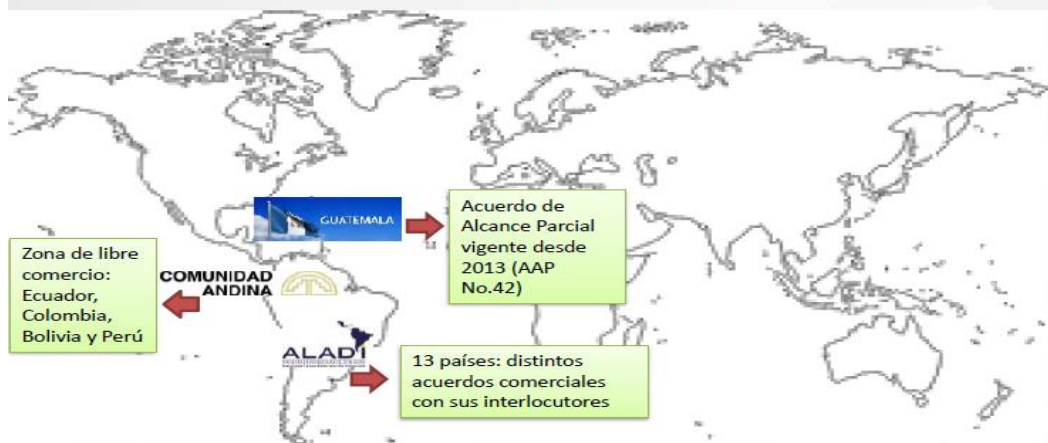 GUATEMALA
Acuerdo de
Alcance Parcial
vigente desde
2013 (AAP
No.42)
Zona de libre
comercio:
Ecuador,
Colombia,
Bolivia y Perú
COMUNIDAD
ANDINA
ALADI
13 países: distintos
acuerdos comerciales
con sus interlocutores